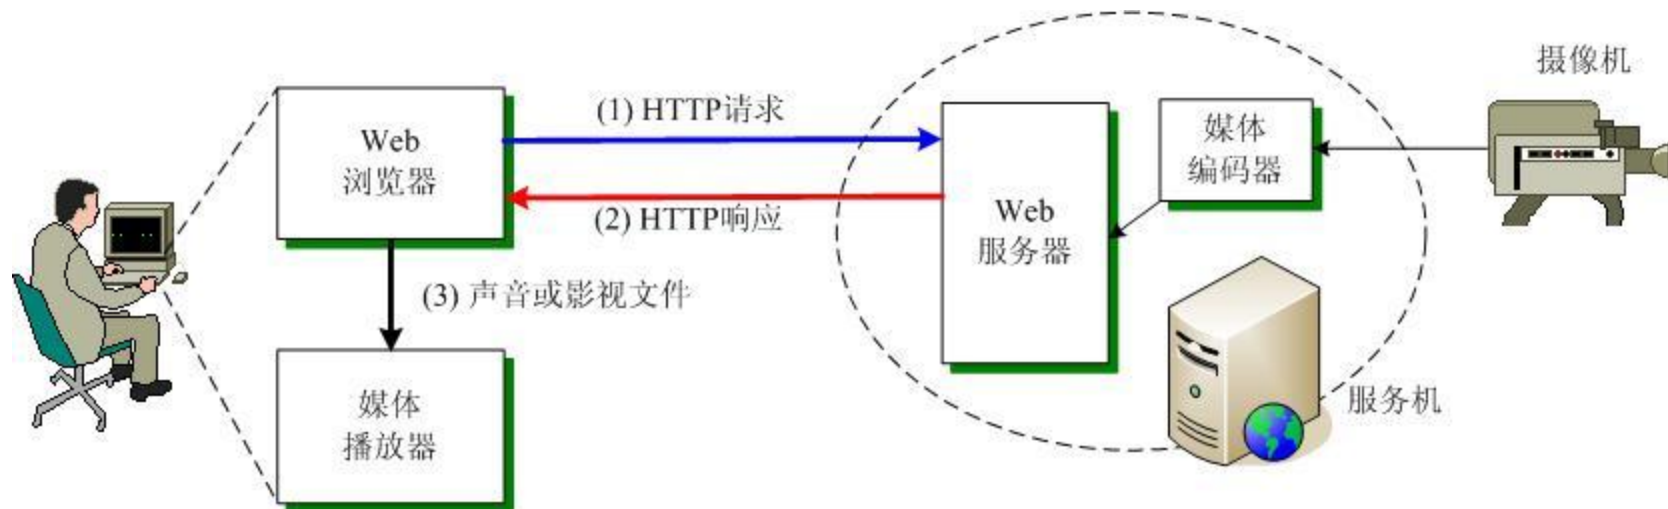 摄像机
(1) HTTP请求
Web
浏览器
媒体
编码器
(2) HTTP响应
Web
服务器
(3) 声音或影视文件
媒体
播放器
服务机